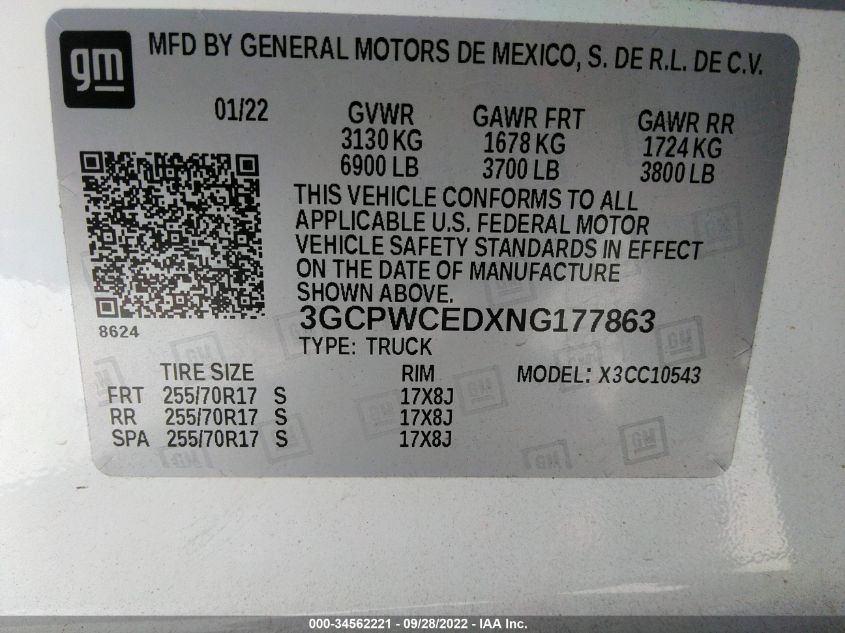 gm
MFD BY GENERAL MOTORS DE MEXICO, S. DE R.L. DE C.V.
01/22 GVWR GAWR FRT GAWR RR
3130 KG 1678 KG 1724 KG
6900 LB 3700 LB 3800 LB
THIS VEHICLE CONFORMS TO ALL
APPLICABLE U.S. FEDERAL MOTOR
VEHICLE SAFETY STANDARDS IN EFFECT
ON THE DATE OF MANUFACTURE
SHOWN ABOVE.
8624
3GCPWCEDXNG177863
TYPE: TRUCK
TIRE SIZE RIM MODEL: X3CC10543
FRT 255/70R17 S 17X8J
RR 255/70R17 S 17X8J
SPA 255/70R17 S 17X8J
000-34562221 - 09/28/2022 - IAA Inc.